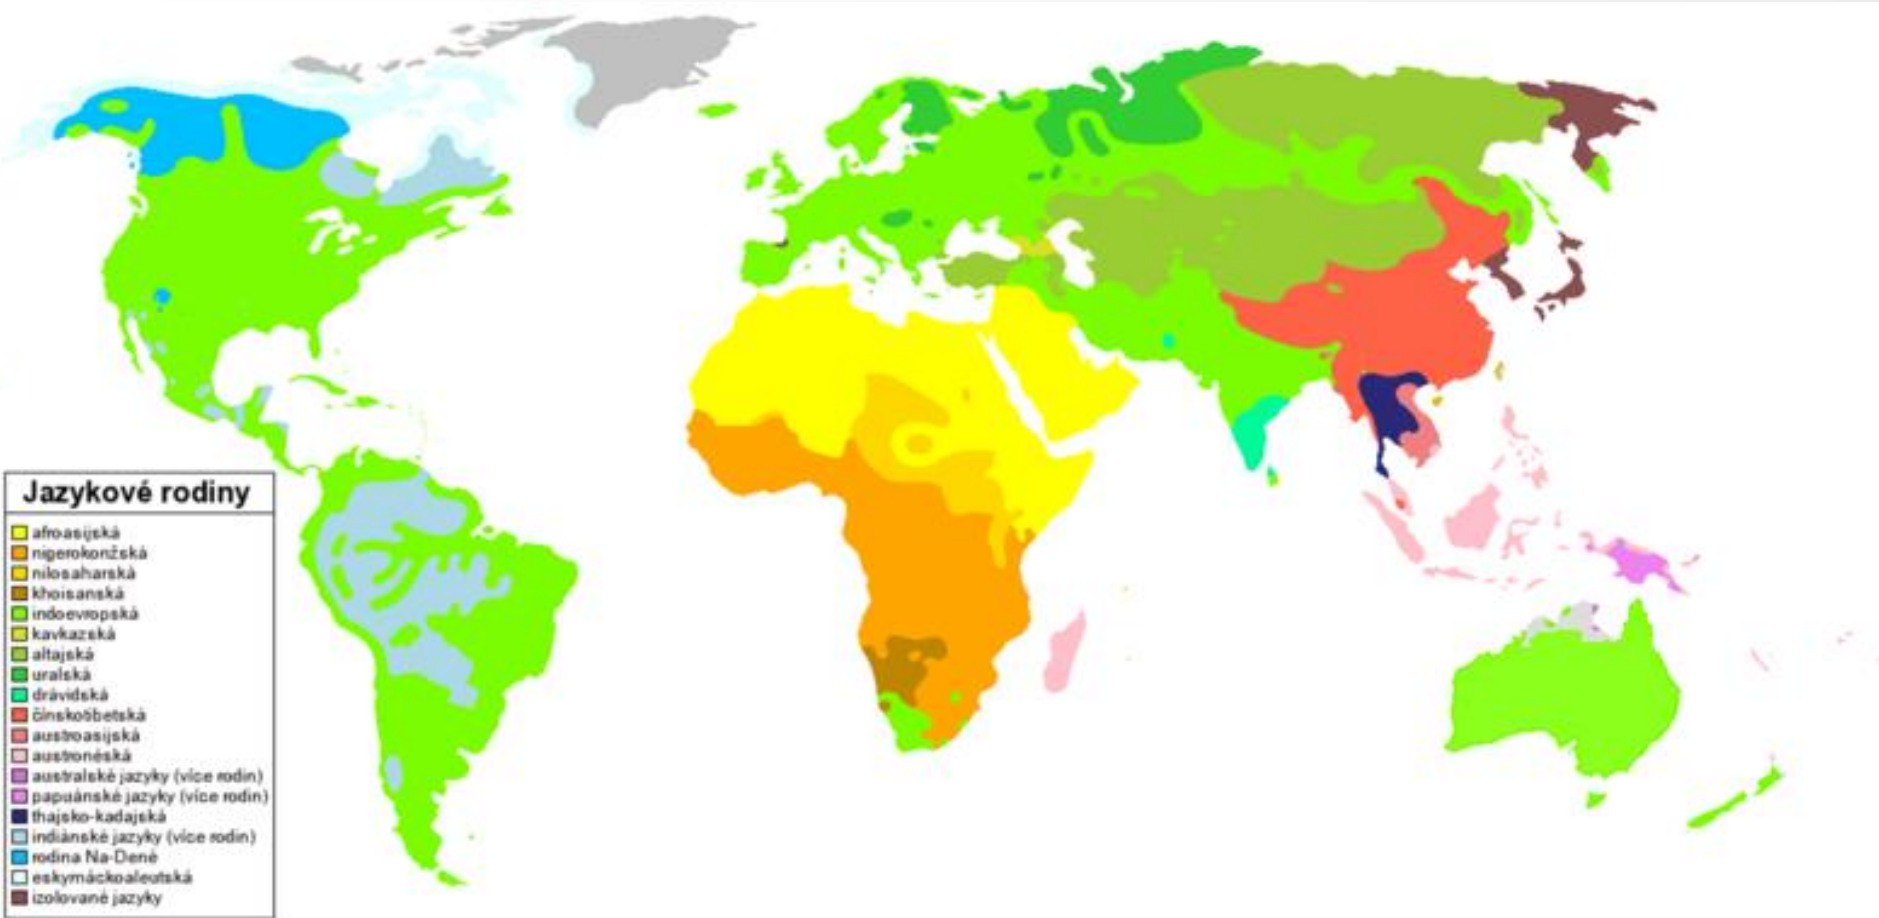 Jazykové rodiny
afroasijská
nigerokonžská
nilosaharská
khoisanská
indoevropská
kavkazská
altajská
uralská
drávidská
čínskotibetská
austroasijská
austronéská
australské jazyky (více rodin)
papuánské jazyky (více rodin)
thajsko-kadajská
indiánské jazyky (více rodin)
rodina Na-Dené
eskymáckoaleutská
izolované jazyky